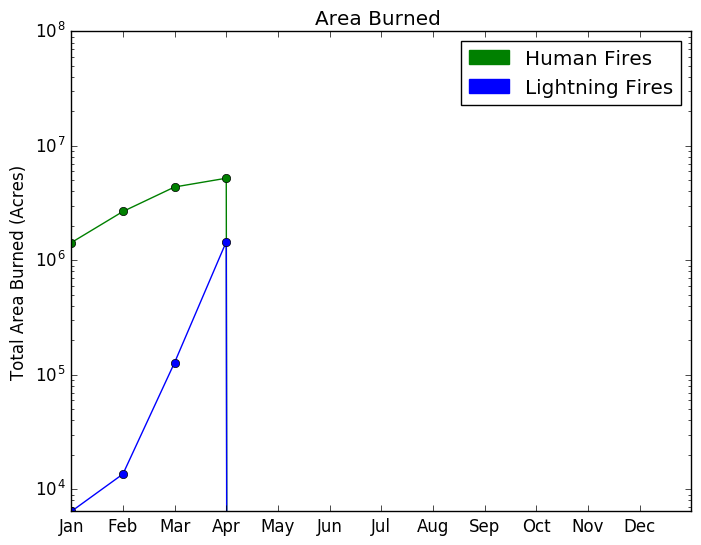 Area Burned
Human Fires
Lightning Fires
Total Area Burned (Acres)
10^8
10^7
10^6
10^5
10^4
Jan Feb Mar Apr May Jun Jul Aug Sep Oct Nov Dec